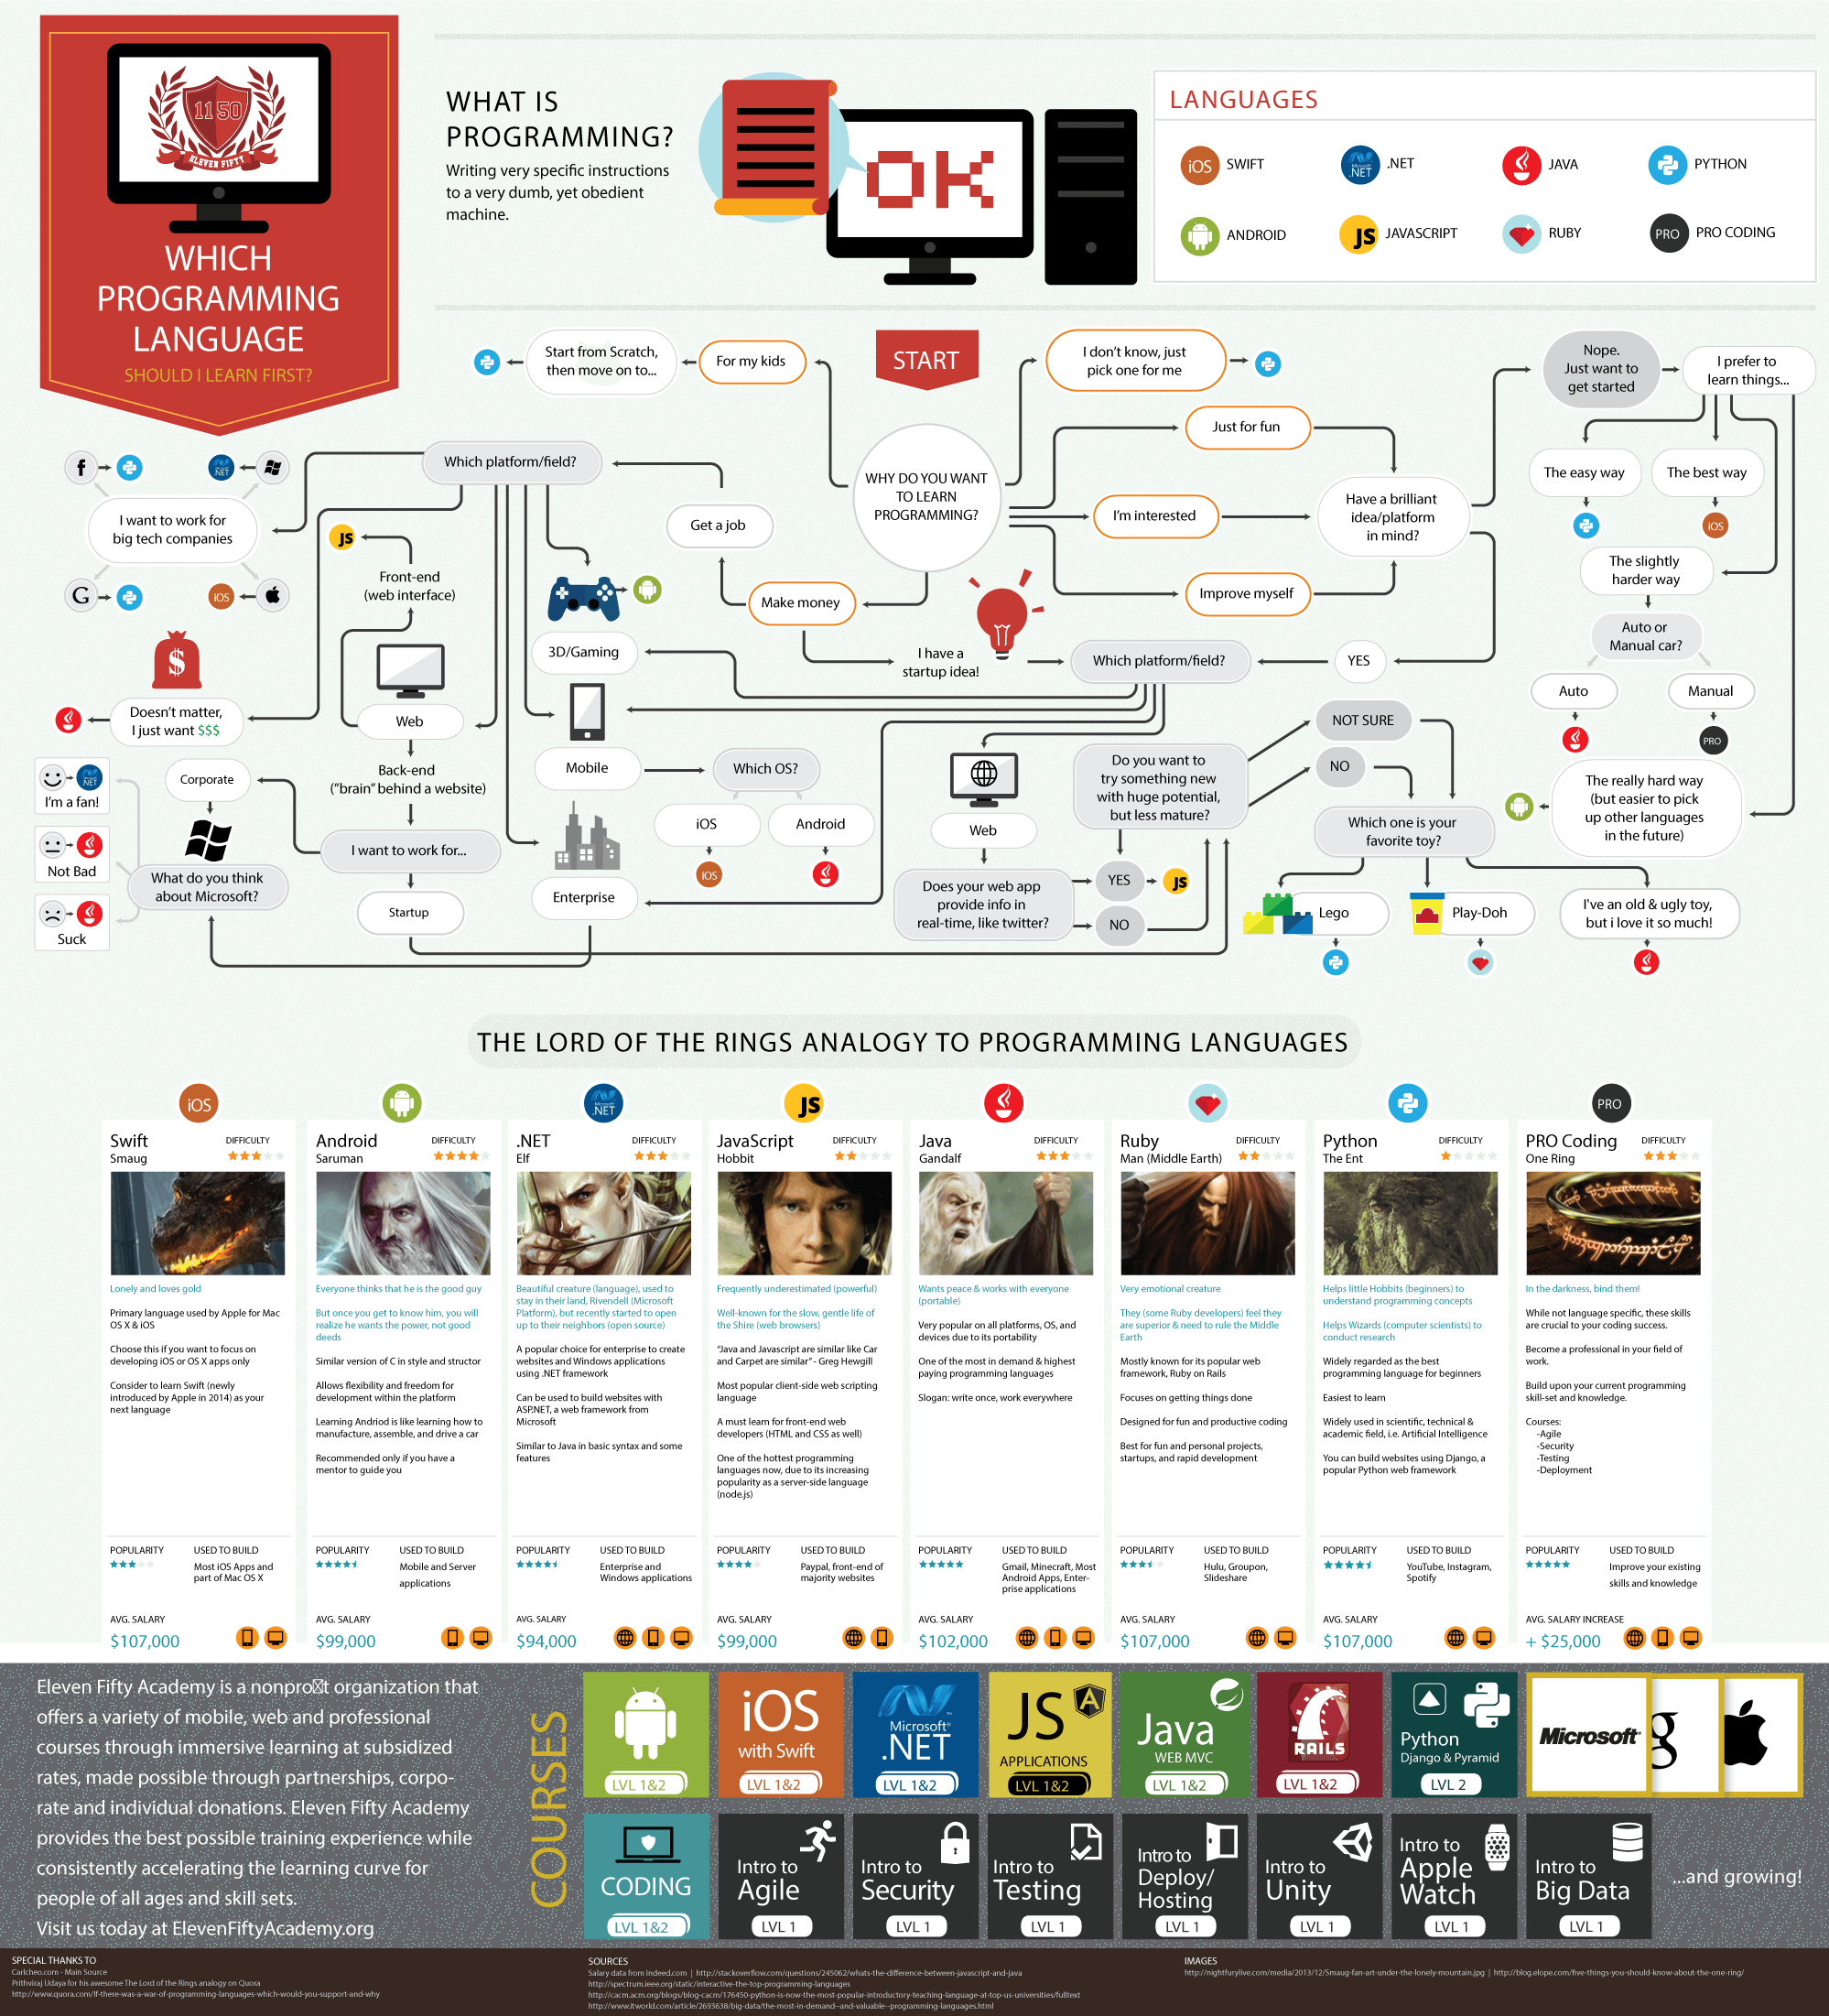 11 50
ELEVEN FIFTY
WHICH
PROGRAMMING
LANGUAGE
SHOULD I LEARN FIRST?
WHAT IS
PROGRAMMING?
Writing very specific instructions
to a very dumb, yet obedient
machine.
OK
LANGUAGES
iOS SWIFT
Microsoft .NET .NET
JAVA
PYTHON
ANDROID
JS JAVASCRIPT
RUBY
PRO PRO CODING
START
WHY DO YOU WANT
TO LEARN
PROGRAMMING?
For my kids
Start from Scratch,
then move on to...
I don't know, just
pick one for me
Just for fun
I'm interested
Improve myself
Have a brilliant
idea/platform
in mind?
Nope.
Just want to
get started
I prefer to
learn things...
The easy way
The best way
iOS
The slightly
harder way
Auto or
Manual car?
Auto
Manual
PRO
The really hard way
(but easier to pick
up other languages
in the future)
YES
Which platform/field?
Make money
Get a job
I have a
startup idea!
Which platform/field?
f
.NET
I want to work for
big tech companies
G
iOS
$
Doesn't matter,
I just want $$$
JS
Front-end
(web interface)
Web
Back-end
("brain" behind a website)
I want to work for...
Corporate
Startup
What do you think
about Microsoft?
.NET
I'm a fan!
Not Bad
Suck
3D/Gaming
Mobile
Which OS?
iOS
Android
iOS
Enterprise
Web
Does your web app
provide info in
real-time, like twitter?
YES
JS
NO
Do you want to
try something new
with huge potential,
but less mature?
NOT SURE
NO
Which one is your
favorite toy?
Lego
Play-Doh
I've an old & ugly toy,
but i love it so much!
THE LORD OF THE RINGS ANALOGY TO PROGRAMMING LANGUAGES
iOS
Swift
Smaug
DIFFICULTY
Lonely and loves gold
Primary language used by Apple for Mac
OS X & iOS
Choose this if you want to focus on
developing iOS or OS X apps only
Consider to learn Swift (newly
introduced by Apple in 2014) as your
next language
POPULARITY
USED TO BUILD
Most iOS Apps and
part of Mac OS X
AVG. SALARY
$107,000
Android
Saruman
DIFFICULTY
Everyone thinks that he is the good guy
But once you get to know him, you will
realize he wants the power, not good
deeds
Similar version of C in style and structor
Allows flexibility and freedom for
development within the platform
Learning Andriod is like learning how to
manufacture, assemble, and drive a car
Recommended only if you have a
mentor to guide you
POPULARITY
USED TO BUILD
Mobile and Server
applications
AVG. SALARY
$99,000
Microsoft .NET
.NET
Elf
DIFFICULTY
Beautiful creature (language), used to
stay in their land, Rivendell (Microsoft
Platform), but recently started to open
up to their neighbors (open source)
A popular choice for enterprise to create
websites and Windows applications
using .NET framework
Can be used to build websites with
ASP.NET, a web framework from
Microsoft
Similar to Java in basic syntax and some
features
POPULARITY
USED TO BUILD
Enterprise and
Windows applications
AVG. SALARY
$94,000
JS
JavaScript
Hobbit
DIFFICULTY
Frequently underestimated (powerful)
Well-known for the slow, gentle life of
the Shire (web browsers)
"Java and Javascript are similar like Car
and Carpet are similar" - Greg Hewgill
Most popular client-side web scripting
language
A must learn for front-end web
developers (HTML and CSS as well)
One of the hottest programming
languages now, due to its increasing
popularity as a server-side language
(node.js)
POPULARITY
USED TO BUILD
Paypal, front-end of
majority websites
AVG. SALARY
$99,000
Java
Gandalf
DIFFICULTY
Wants peace & works with everyone
(portable)
Very popular on all platforms, OS, and
devices due to its portability
One of the most in demand & highest
paying programming languages
Slogan: write once, work everywhere
POPULARITY
USED TO BUILD
Gmail, Minecraft, Most
Android Apps, Enter-
prise applications
AVG. SALARY
$102,000
Ruby
Man (Middle Earth)
DIFFICULTY
Very emotional creature
They (some Ruby developers) feel they
are superior & need to rule the Middle
Earth
Mostly known for its popular web
framework, Ruby on Rails
Focuses on getting things done
Designed for fun and productive coding
Best for fun and personal projects,
startups, and rapid development
POPULARITY
USED TO BUILD
Hulu, Groupon,
Slideshare
AVG. SALARY
$107,000
Python
The Ent
DIFFICULTY
Helps little Hobbits (beginners) to
understand programming concepts
Helps Wizards (computer scientists) to
conduct research
Widely regarded as the best
programming language for beginners
Easiest to learn
Widely used in scientific, technical &
academic field, i.e. Artificial Intelligence
You can build websites using Django, a
popular Python web framework
POPULARITY
USED TO BUILD
YouTube, Instagram,
Spotify
AVG. SALARY
$107,000
PRO
PRO Coding
One Ring
DIFFICULTY
In the darkness, bind them!
While not language specific, these skills
are crucial to your coding success.
Become a professional in your field of
work.
Build upon your current programming
skill-set and knowledge.
Courses:
-Agile
-Security
-Testing
-Deployment
POPULARITY
USED TO BUILD
Improve your existing
skills and knowledge
AVG. SALARY INCREASE
+ $25,000
Eleven Fifty Academy is a nonpro☒t organization that
offers a variety of mobile, web and professional
courses through immersive learning at subsidized
rates, made possible through partnerships, corpo-
rate and individual donations. Eleven Fifty Academy
provides the best possible training experience while
consistently accelerating the learning curve for
people of all ages and skill sets.
Visit us today at ElevenFiftyAcademy.org
COURSES
LVL 1&2
iOS
with Swift
LVL 1&2
Microsoft®
.NET
LVL 1&2
JS
APPLICATIONS
LVL 1&2
Java
WEB MVC
LVL 1&2
RAILS
LVL 1&2
Python
Django & Pyramid
LVL 2
Microsoft
g
CODING
LVL 1&2
Intro to
Agile
LVL 1
Intro to
Security
LVL 1
Intro to
Testing
LVL 1
Intro to
Deploy/
Hosting
LVL 1
Intro to
Unity
LVL 1
Intro to
Apple
Watch
LVL 1
Intro to
Big Data
LVL 1
...and growing!
SPECIAL THANKS TO
Carlcheo.com - Main Source
Prithviraj Udaya for his awesome The Lord of the Rings analogy on Quora
http://www.quora.com/If-there-was-a-war-of-programming-languages-which-would-you-support-and-why
SOURCES
Salary data from Indeed.com | http://stackoverflow.com/questions/245062/whats-the-difference-between-javascript-and-java
http://spectrum.ieee.org/static/interactive-the-top-programming-languages
http://cacm.acm.org/blogs/blog-cacm/176450-python-is-now-the-most-popular-introductory-teaching-language-at-top-us-universities/fulltext
http://www.itworld.com/article/2693638/big-data/the-most-in-demand--and-valuable--programming-languages.html
IMAGES
http://nightfurylive.com/media/2013/12/Smaug-fan-art-under-the-lonely-mountain.jpg | http://blog.elope.com/five-things-you-should-know-about-the-one-ring/